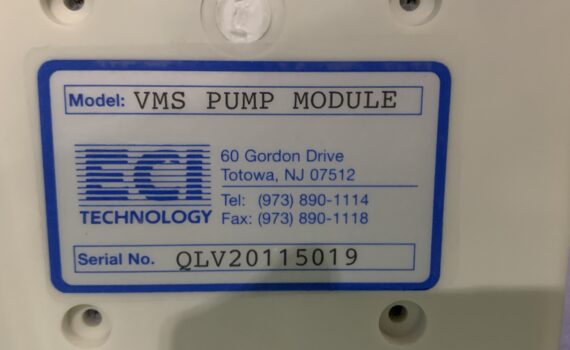 Model: VMS PUMP MODULE
ECI
TECHNOLOGY
60 Gordon Drive
Totowa, NJ 07512
Tel: (973) 890-1114
Fax: (973) 890-1118
Serial No. QLV20115019